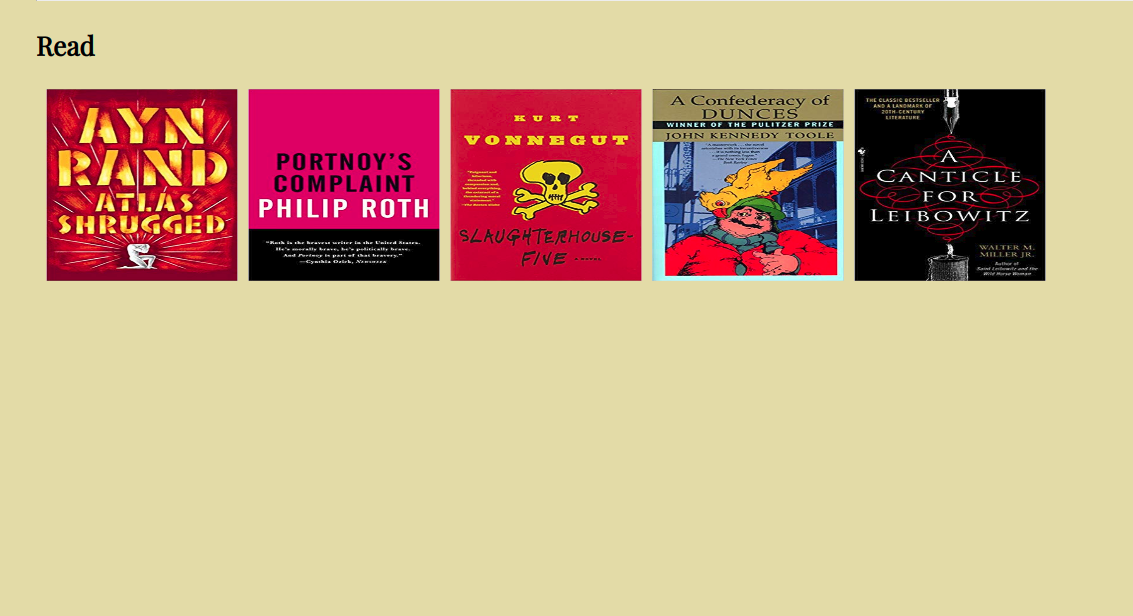 Read
AYN
RAND
ATLAS
SHRUGGED
PORTNOY'S
COMPLAINT
PHILIP ROTH
"Roth is the bravest writer in the United States.
He's morally brave, he's politically brave.
And Portnoy is part of that bravery."
—Cynthia Ozick, Newsweek
KURT
VONNEGUT
SLAUGHTERHOUSE-
FIVE
A Confederacy of
DUNCES
WINNER OF THE PULITZER PRIZE
JOHN KENNEDY TOOLE
THE CLASSIC BESTSELLER
AND A LANDMARK OF
20TH-CENTURY
LITERATURE
A
CANTICLE
FOR
LEIBOWITZ
WALTER M.
MILLER JR.
Author of
Saint Leibowitz and the
Wild Horse Woman